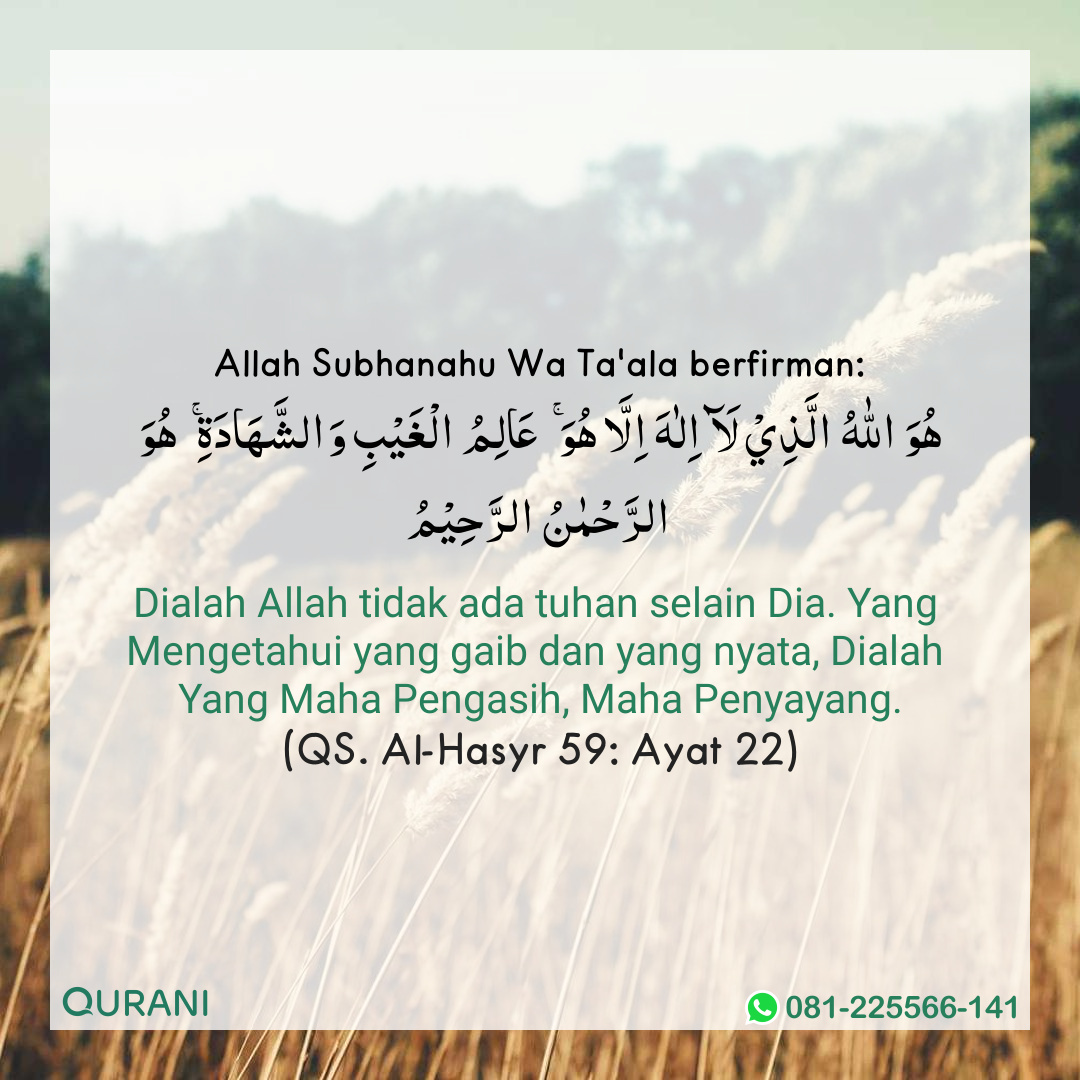 Allah Subhanahu Wa Ta'ala berfirman:
هُوَ اللّٰهُ الَّذِيْ لَآ اِلٰهَ اِلَّا هُوَ ۚ عَالِمُ الْغَيْبِ وَالشَّهَادَةِ ۚ هُوَ
الرَّحْمٰنُ الرَّحِيْمُ
Dialah Allah tidak ada tuhan selain Dia. Yang
Mengetahui yang gaib dan yang nyata, Dialah
Yang Maha Pengasih, Maha Penyayang.
(QS. Al-Hasyr 59: Ayat 22)
QURANI
081-225566-141